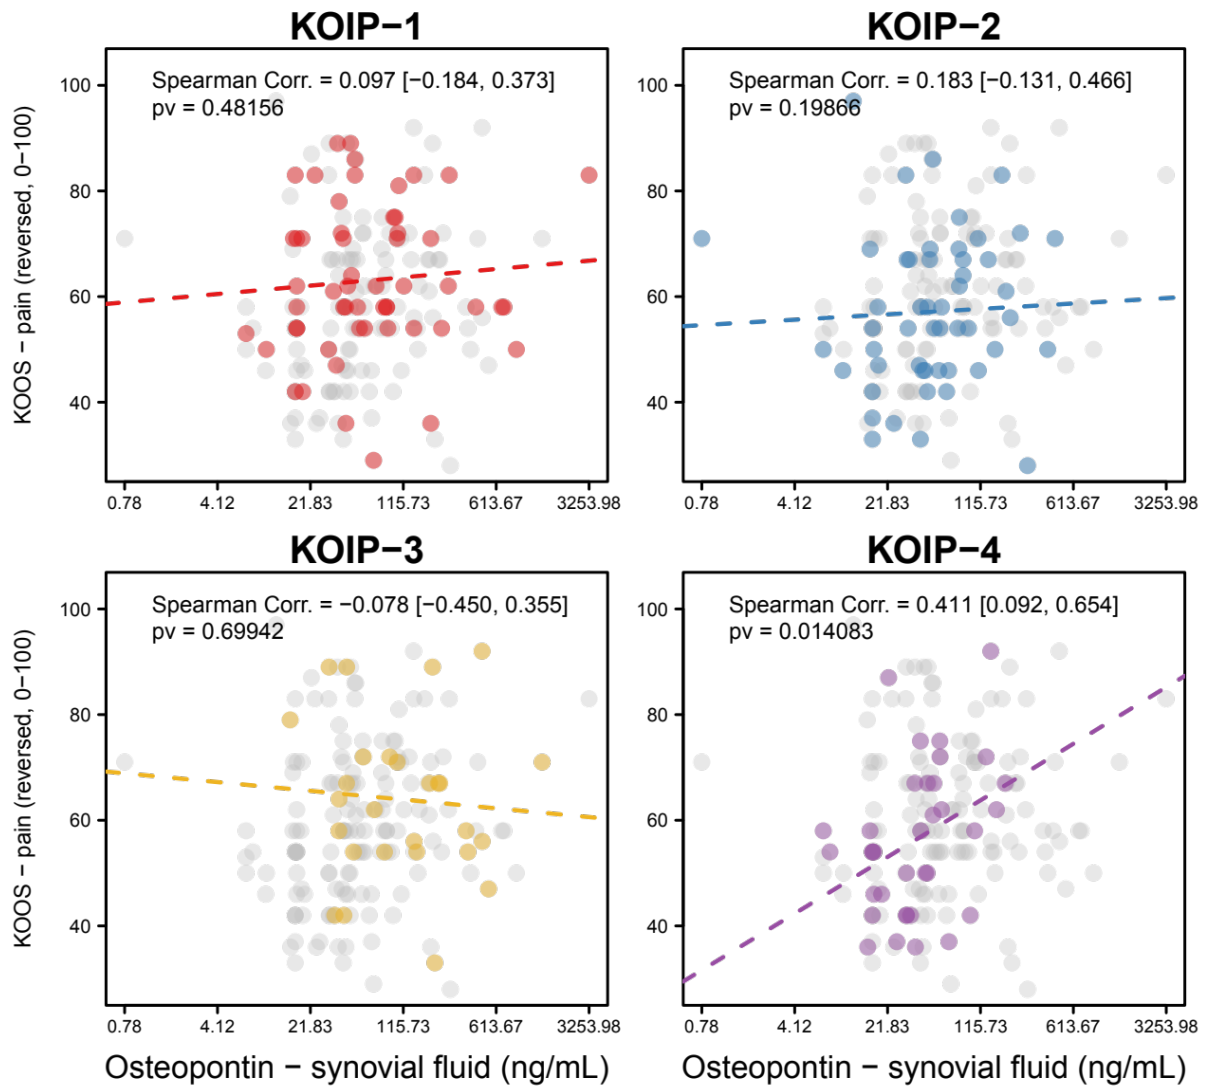 KOIP−1
Spearman Corr. = 0.097 [−0.184, 0.373]
pv = 0.48156
KOOS − pain (reversed, 0−100)
100
80
60
40
0.78 4.12 21.83 115.73 613.67 3253.98
KOIP−2
Spearman Corr. = 0.183 [−0.131, 0.466]
pv = 0.19866
100
80
60
40
0.78 4.12 21.83 115.73 613.67 3253.98
KOIP−3
Spearman Corr. = −0.078 [−0.450, 0.355]
pv = 0.69942
KOOS − pain (reversed, 0−100)
100
80
60
40
0.78 4.12 21.83 115.73 613.67 3253.98
Osteopontin − synovial fluid (ng/mL)
KOIP−4
Spearman Corr. = 0.411 [0.092, 0.654]
pv = 0.014083
100
80
60
40
0.78 4.12 21.83 115.73 613.67 3253.98
Osteopontin − synovial fluid (ng/mL)